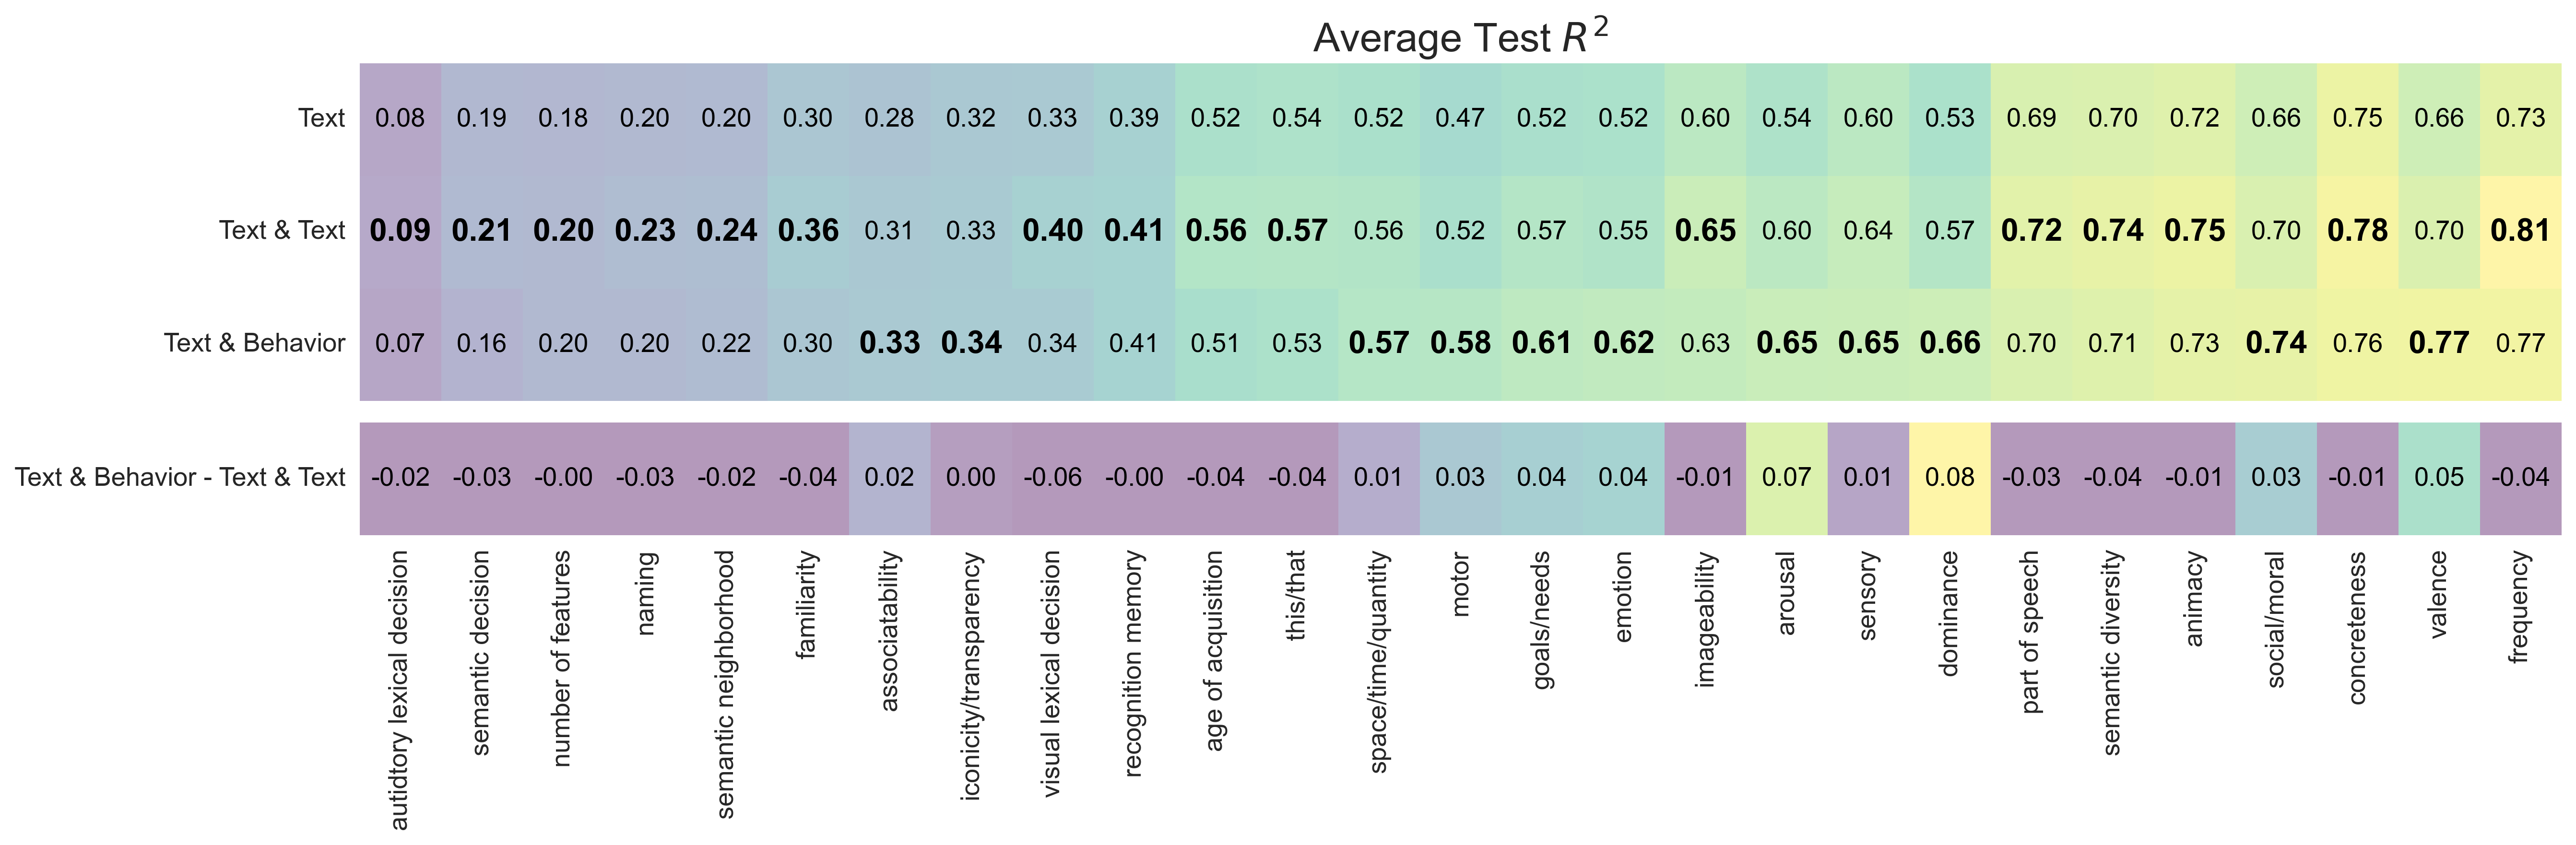 Average Test R²
Text 0.08 0.19 0.18 0.20 0.20 0.30 0.28 0.32 0.33 0.39 0.52 0.54 0.52 0.47 0.52 0.52 0.60 0.54 0.60 0.53 0.69 0.70 0.72 0.66 0.75 0.66 0.73
Text & Text 0.09 0.21 0.20 0.23 0.24 0.36 0.31 0.33 0.40 0.41 0.56 0.57 0.56 0.52 0.57 0.55 0.65 0.60 0.64 0.57 0.72 0.74 0.75 0.70 0.78 0.70 0.81
Text & Behavior 0.07 0.16 0.20 0.20 0.22 0.30 0.33 0.34 0.34 0.41 0.51 0.53 0.57 0.58 0.61 0.62 0.63 0.65 0.65 0.66 0.70 0.71 0.73 0.74 0.76 0.77 0.77
Text & Behavior - Text & Text -0.02 -0.03 -0.00 -0.03 -0.02 -0.04 0.02 0.00 -0.06 -0.00 -0.04 -0.04 0.01 0.03 0.04 0.04 -0.01 0.07 0.01 0.08 -0.03 -0.04 -0.01 0.03 -0.01 0.05 -0.04
autidtory lexical decision
semantic decision
number of features
naming
semantic neighborhood
familiarity
associatability
iconicity/transparency
visual lexical decision
recognition memory
age of acquisition
this/that
space/time/quantity
motor
goals/needs
emotion
imageability
arousal
sensory
dominance
part of speech
semantic diversity
animacy
social/moral
concreteness
valence
frequency